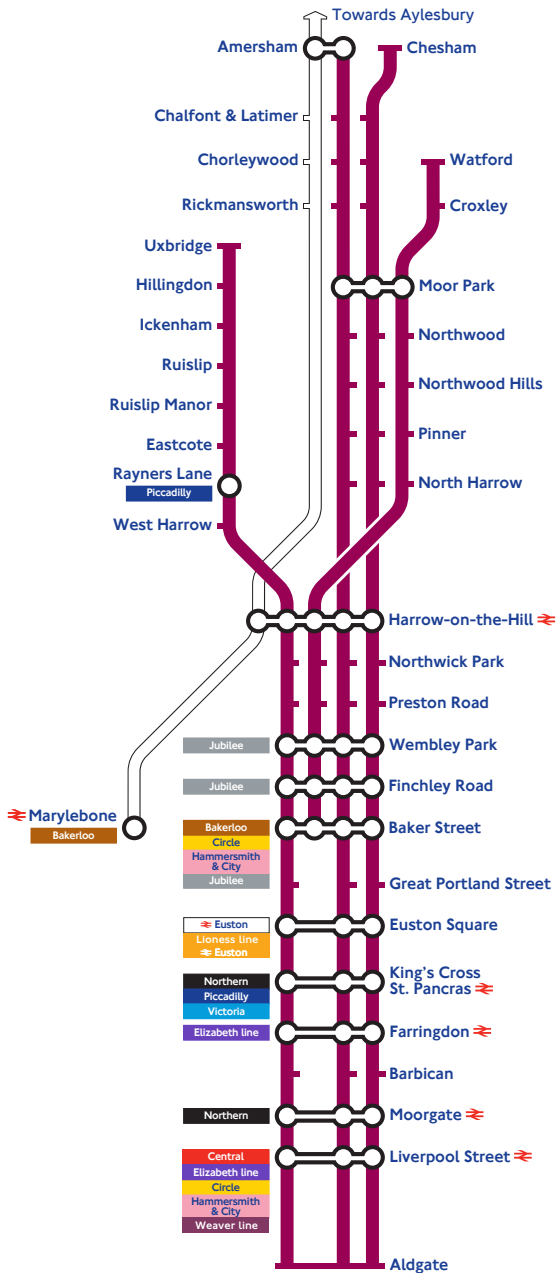 Towards Aylesbury
Amersham
Chesham
Chalfont & Latimer
Chorleywood
Watford
Rickmansworth
Croxley
Uxbridge
Hillingdon
Moor Park
Ickenham
Northwood
Ruislip
Northwood Hills
Ruislip Manor
Pinner
Eastcote
Rayners Lane
Piccadilly
North Harrow
West Harrow
Harrow-on-the-Hill
Northwick Park
Preston Road
Jubilee
Wembley Park
Jubilee
Finchley Road
Marylebone
Bakerloo
Bakerloo
Circle
Hammersmith
& City
Jubilee
Baker Street
Great Portland Street
Euston
Lioness line
Euston
Euston Square
Northern
Piccadilly
Victoria
King's Cross
St. Pancras
Elizabeth line
Farringdon
Barbican
Northern
Moorgate
Central
Elizabeth line
Circle
Hammersmith
& City
Weaver line
Liverpool Street
Aldgate